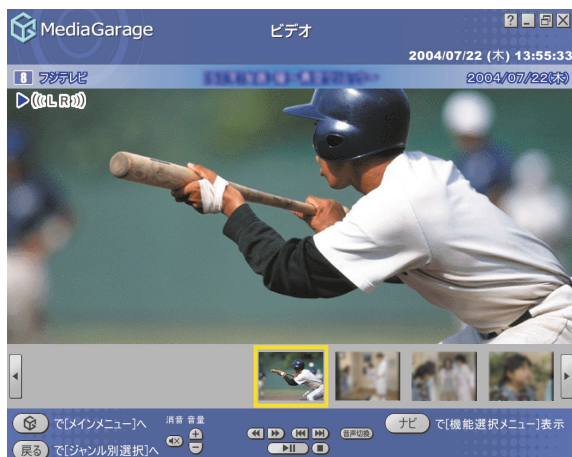 MediaGarage
ビデオ
2004/07/22 (木) 13:55:33
8 フジテレビ
2004/07/22(木)
L R
で[メインメニュー]へ
消音 音量
音声切換
ナビ で[機能選択メニュー]表示
戻る で[ジャンル別選択]へ